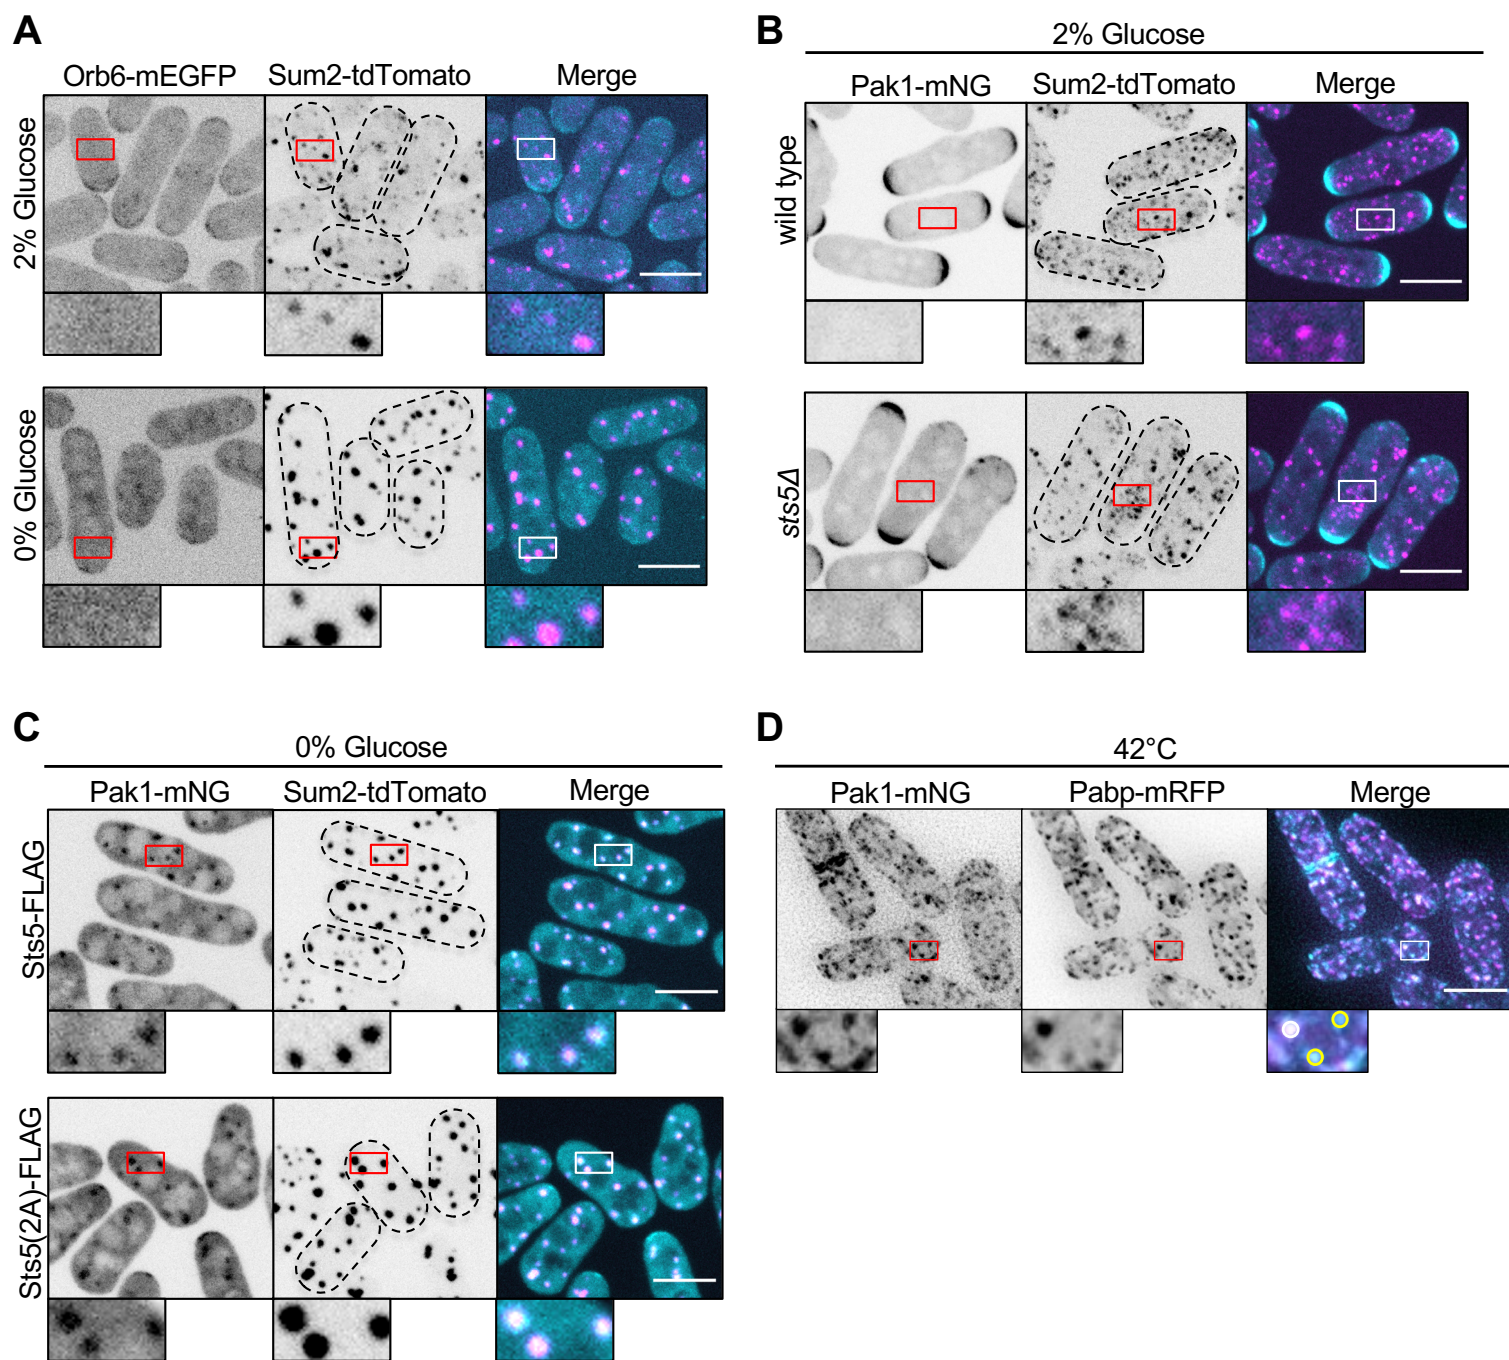 A
Orb6-mEGFP Sum2-tdTomato Merge
2% Glucose
0% Glucose
B
2% Glucose
Pak1-mNG Sum2-tdTomato Merge
wild type
sts5Δ
C
0% Glucose
Pak1-mNG Sum2-tdTomato Merge
Sts5-FLAG
Sts5(2A)-FLAG
D
42°C
Pak1-mNG Pabp-mRFP Merge